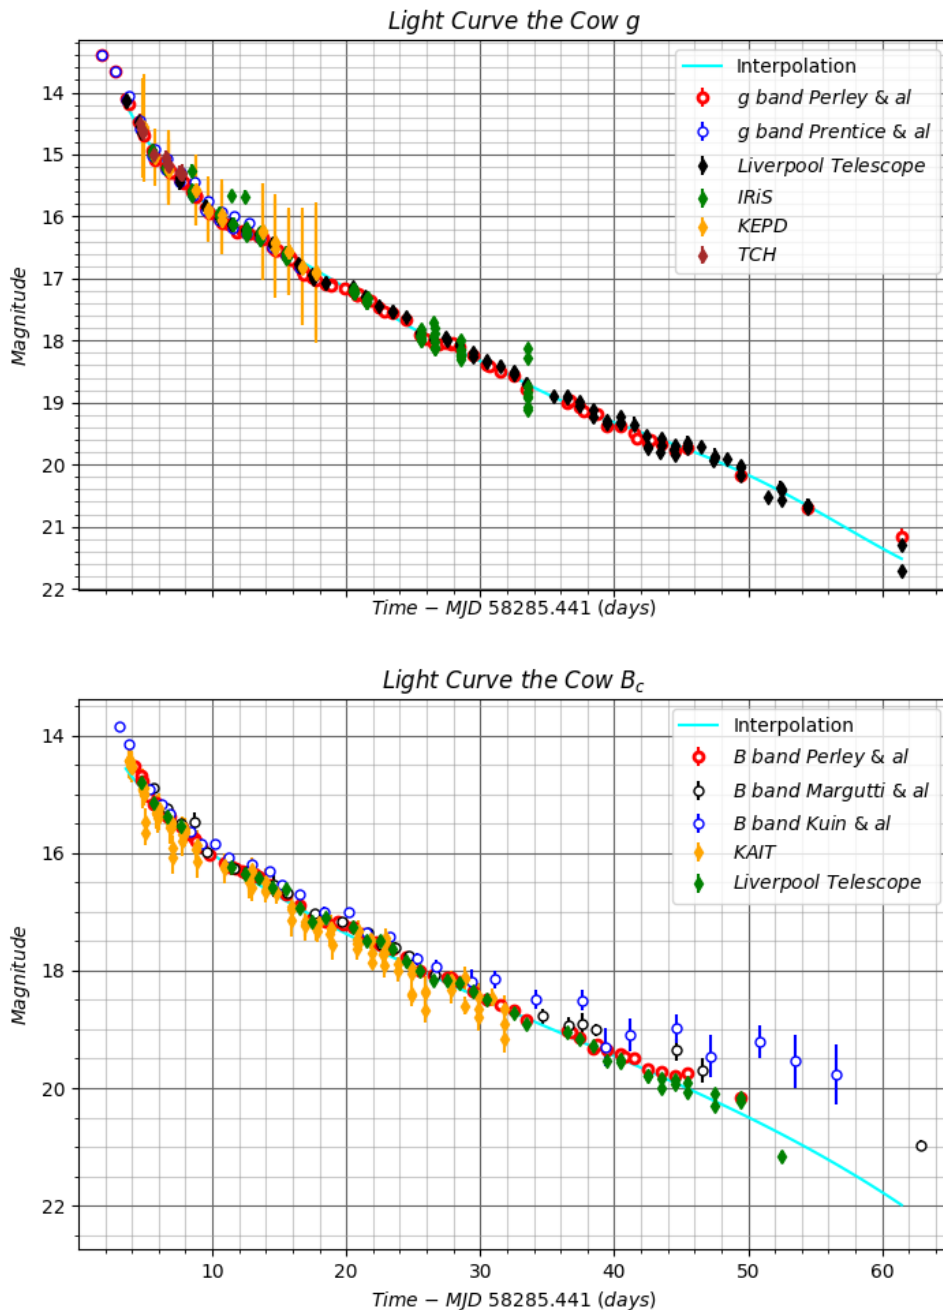 Light Curve the Cow g
Interpolation
g band Perley & al
g band Prentice & al
Liverpool Telescope
IRiS
KEPD
TCH
14
15
16
17
18
19
20
21
22
Magnitude
Time − MJD 58285.441 (days)
Light Curve the Cow Bc
Interpolation
B band Perley & al
B band Margutti & al
B band Kuin & al
KAIT
Liverpool Telescope
14
16
18
20
22
Magnitude
10 20 30 40 50 60
Time − MJD 58285.441 (days)